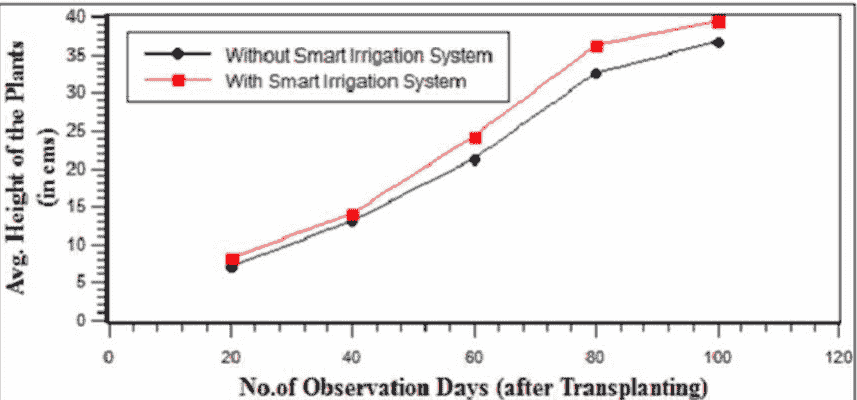 Avg. Height of the Plants
(in cms)
40
35
30
25
20
15
10
5
0
Without Smart Irrigation System
With Smart Irrigation System
0 20 40 60 80 100 120
No.of Observation Days (after Transplanting)